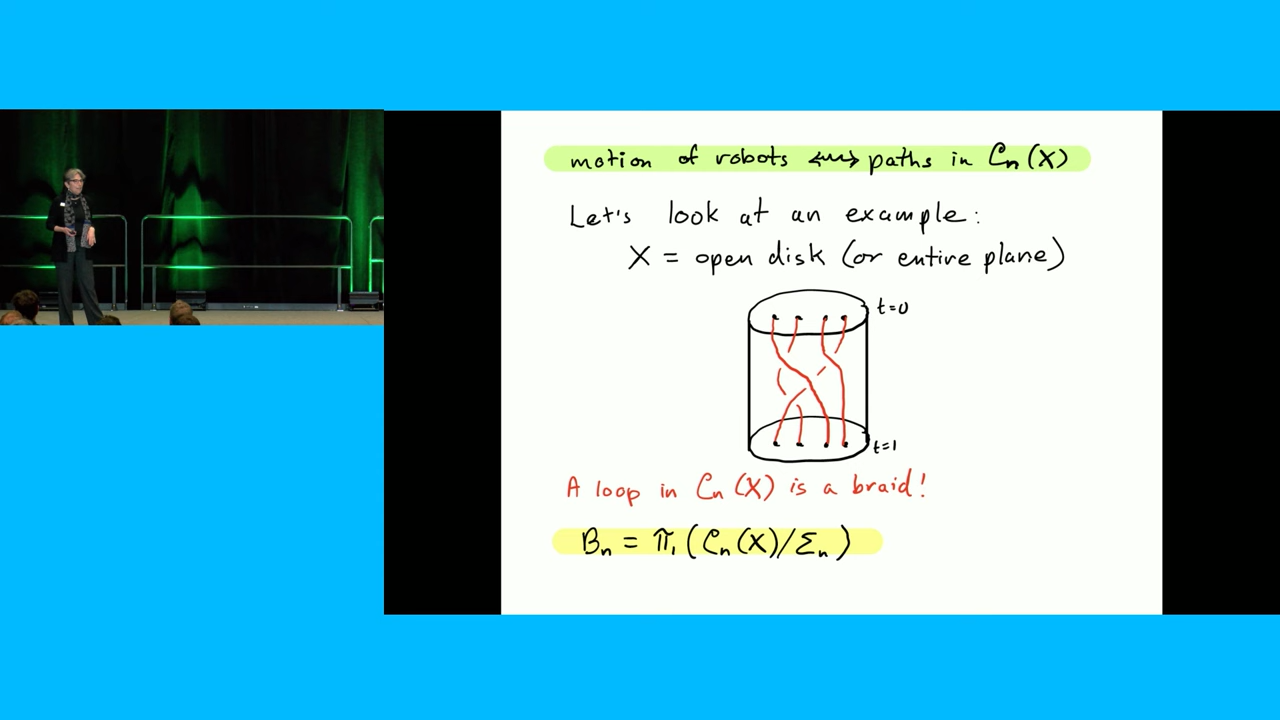 motion of robots ⟷ paths in Cn(X)
Let's look at an example:
X = open disk (or entire plane)
t=0
t=1
A loop in Cn(X) is a braid!
Bn = π1(Cn(X)/Σn)